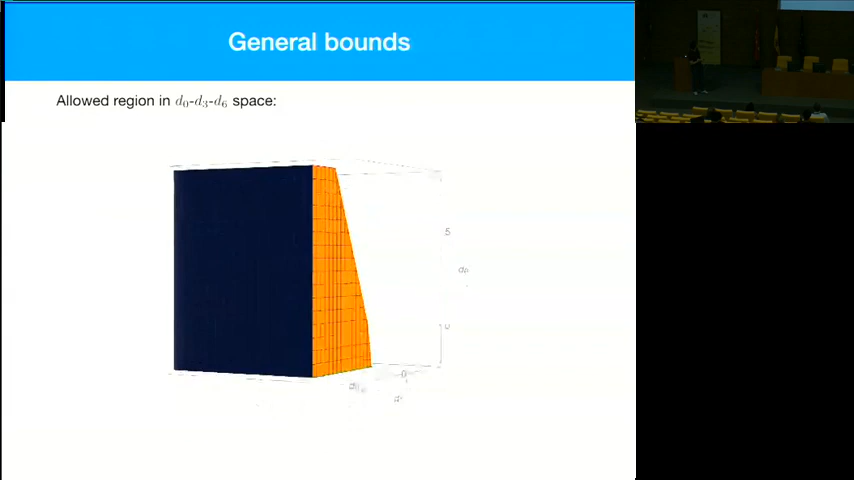 General bounds
Allowed region in d₀-d₃-d₆ space:
5
0